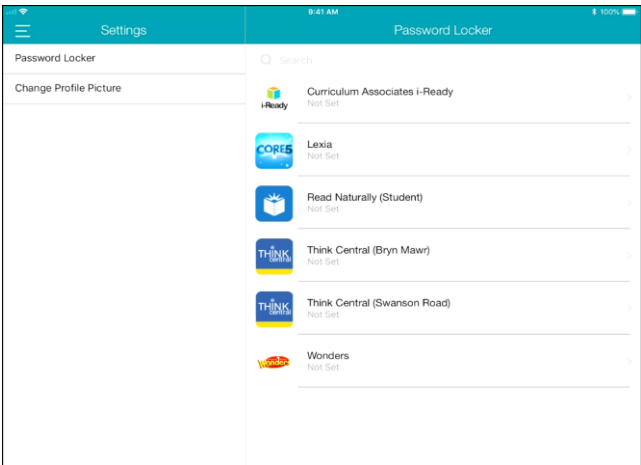 9:41 AM
100%
Settings
Password Locker
Password Locker
Change Profile Picture
Search
i-Ready
Curriculum Associates i-Ready
Not Set
CORE5
Lexia
Not Set
Read Naturally (Student)
Not Set
THiNK
central
Think Central (Bryn Mawr)
Not Set
THiNK
central
Think Central (Swanson Road)
Not Set
Wonders
Wonders
Not Set